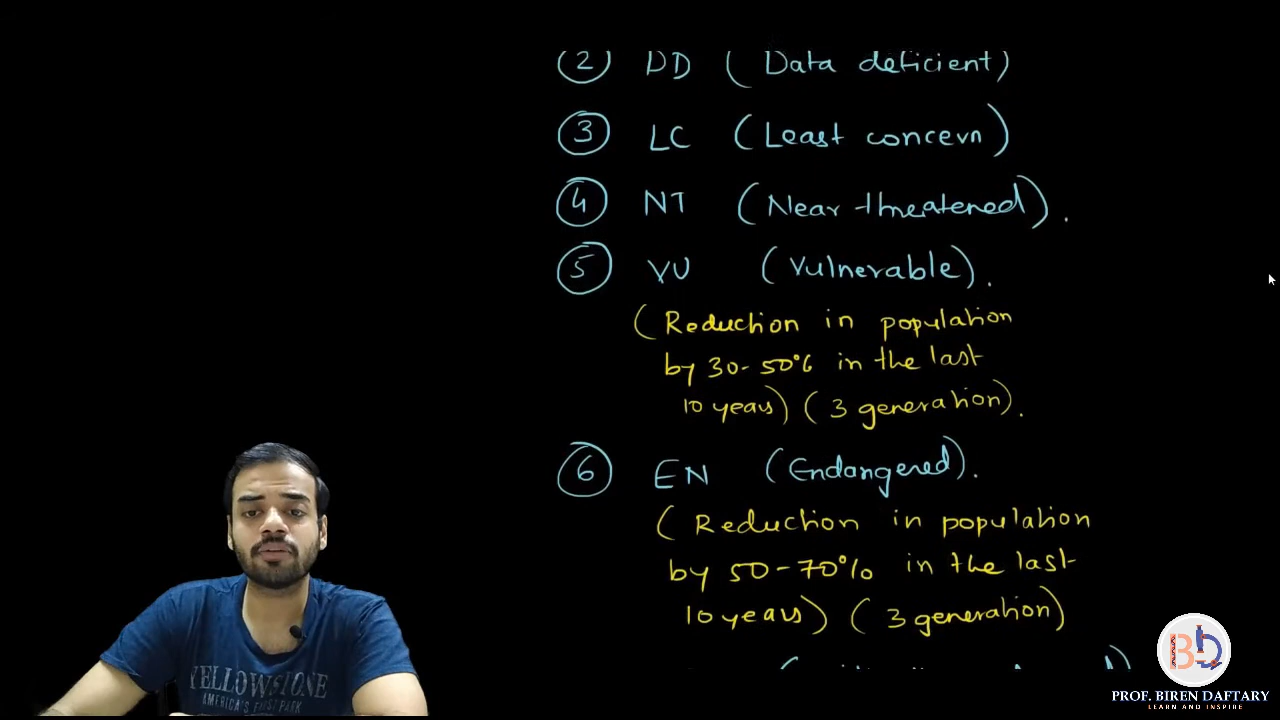 2 DD (Data deficient)
3 LC (Least concern)
4 NT (Near threatened).
5 VU (Vulnerable).
(Reduction in population
by 30-50% in the last
10 years) (3 generation).
6 EN (Endangered).
(Reduction in population
by 50-70% in the last
10 years) (3 generation)
YELLOWSTONE
AMERICA'S FIRST PARK
PROF. BIREN DAFTARY
LEARN AND INSPIRE